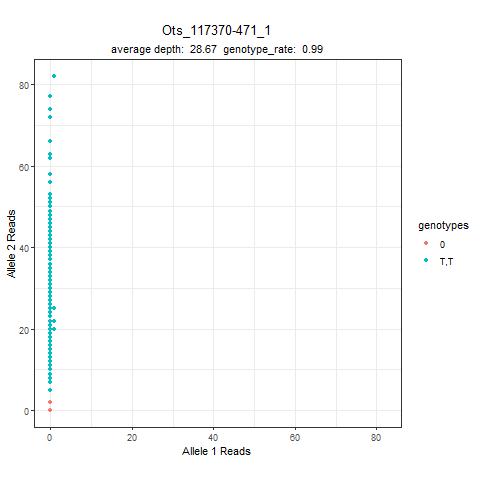 Ots_117370-471_1
average depth: 28.67 genotype_rate: 0.99
80
60
40
20
0
Allele 2 Reads
0 20 40 60 80
Allele 1 Reads
genotypes
0
T,T